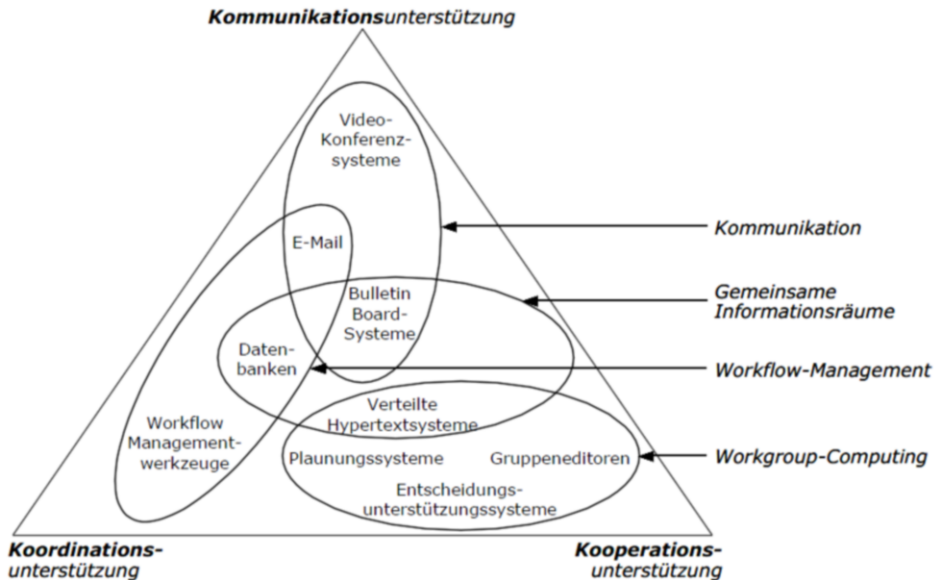 Kommunikationsunterstützung
Video-
Konferenz-
systeme
E-Mail
Kommunikation
Bulletin
Board-
Systeme
Gemeinsame
Informationsräume
Daten-
banken
Workflow-Management
Verteilte
Hypertextsysteme
Workflow
Management-
werkzeuge
Plaunungssysteme
Gruppeneditoren
Workgroup-Computing
Entscheidungs-
unterstützungssysteme
Koordinations-
unterstützung
Kooperations-
unterstützung